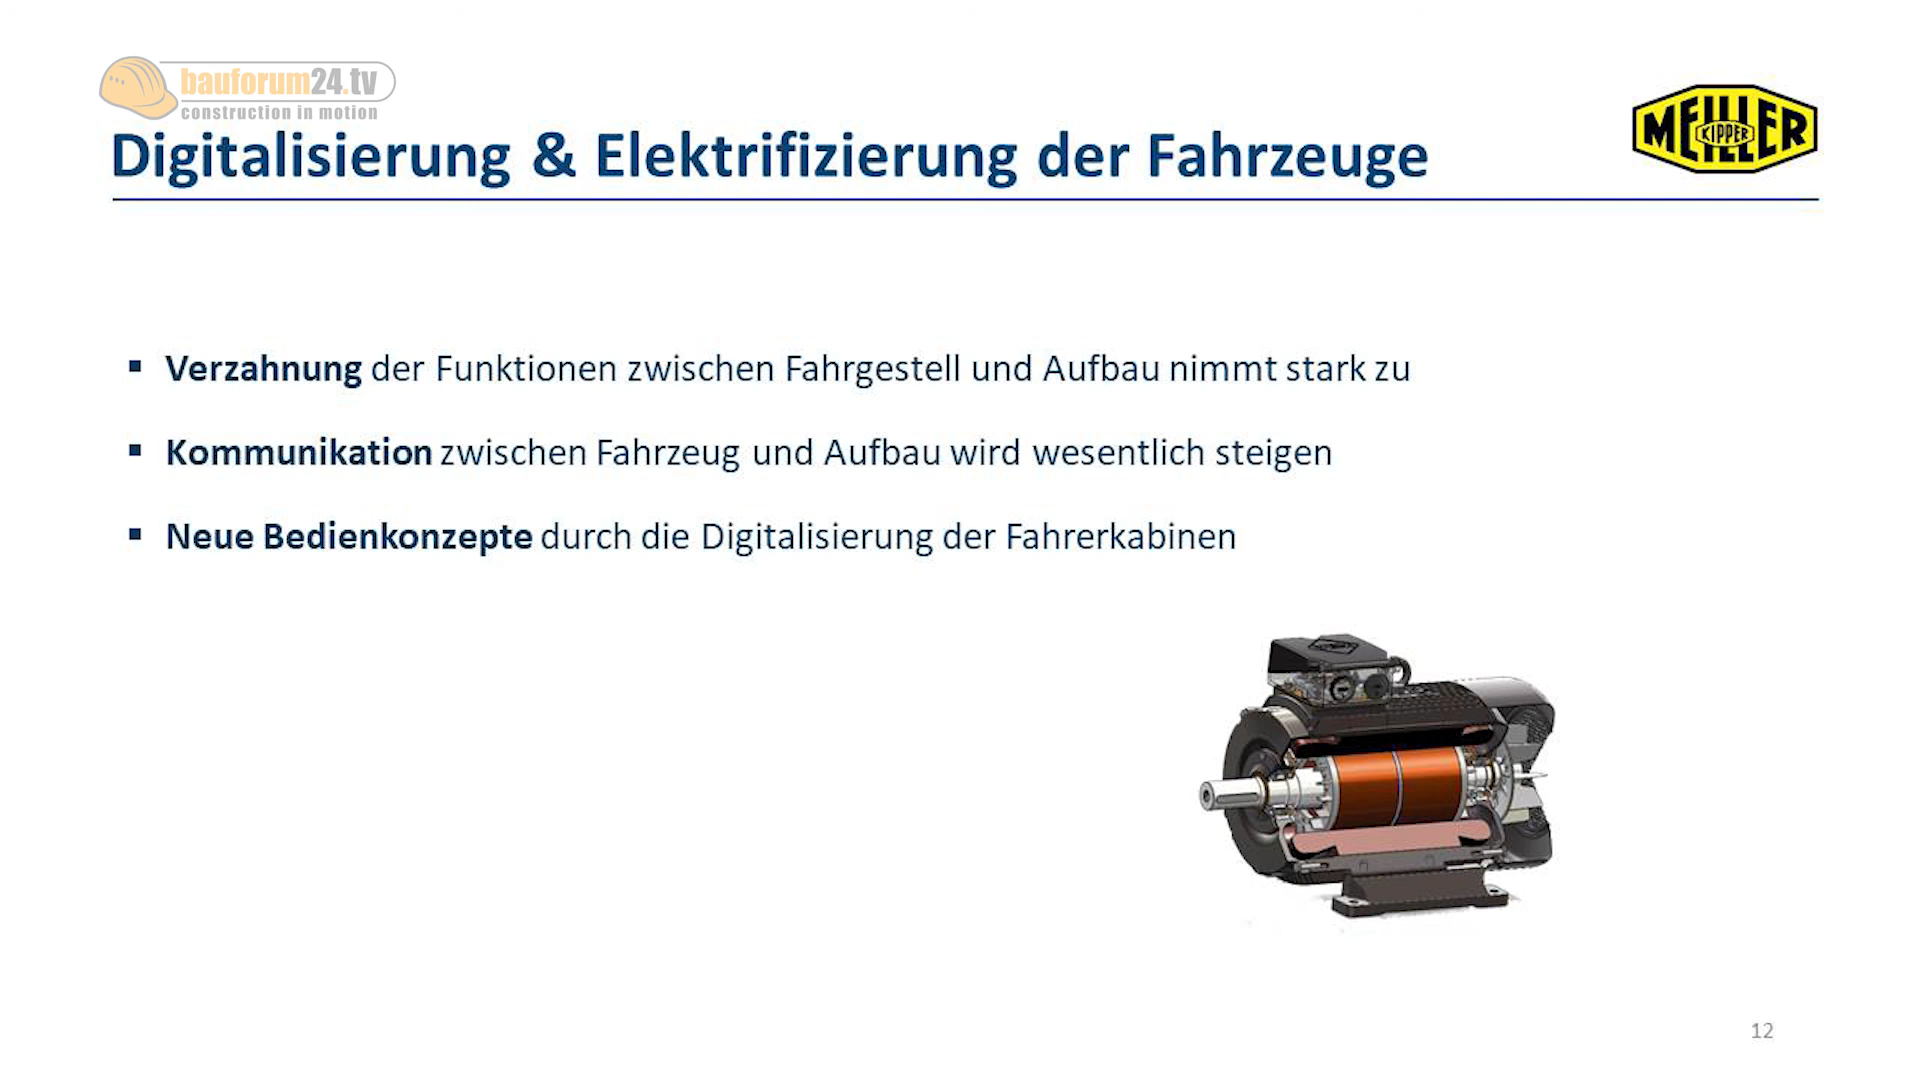 bauforum24.tv
construction in motion
MEILLER
KIPPER
Digitalisierung & Elektrifizierung der Fahrzeuge
▪ Verzahnung der Funktionen zwischen Fahrgestell und Aufbau nimmt stark zu
▪ Kommunikation zwischen Fahrzeug und Aufbau wird wesentlich steigen
▪ Neue Bedienkonzepte durch die Digitalisierung der Fahrerkabinen
12